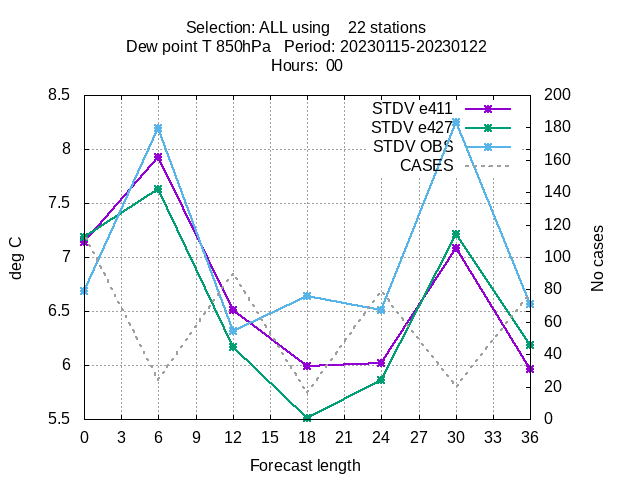 Selection: ALL using    22 stations
Dew point T 850hPa   Period: 20230115-20230122
Hours:  00
STDV e411
STDV e427
STDV OBS
CASES
8.5
8
7.5
7
6.5
6
5.5
deg C
200
180
160
140
120
100
80
60
40
20
0
No cases
0 3 6 9 12 15 18 21 24 27 30 33 36
Forecast length